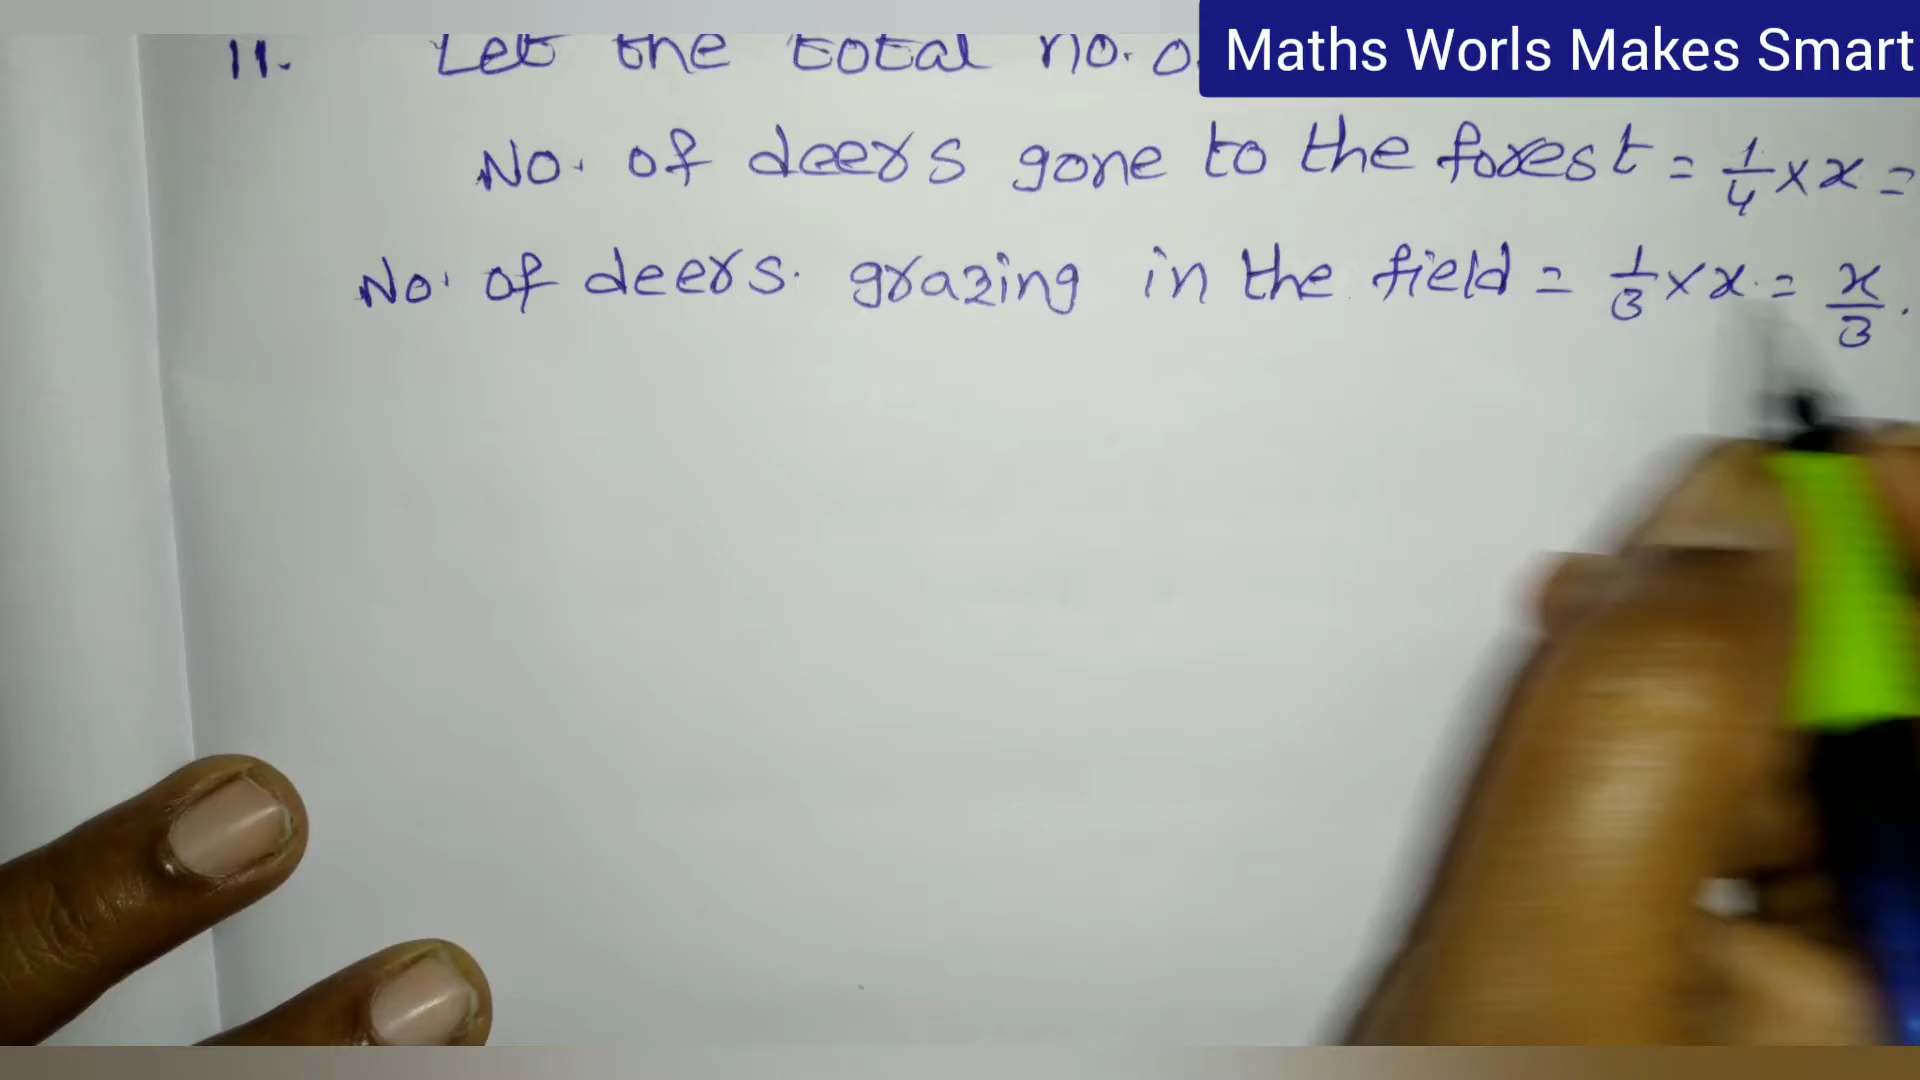 Maths Worls Makes Smart
11. Let the total no. o
No. of deers gone to the forest = 1/4 × x =
No. of deers. grazing in the field = 1/3 × x = x/3.